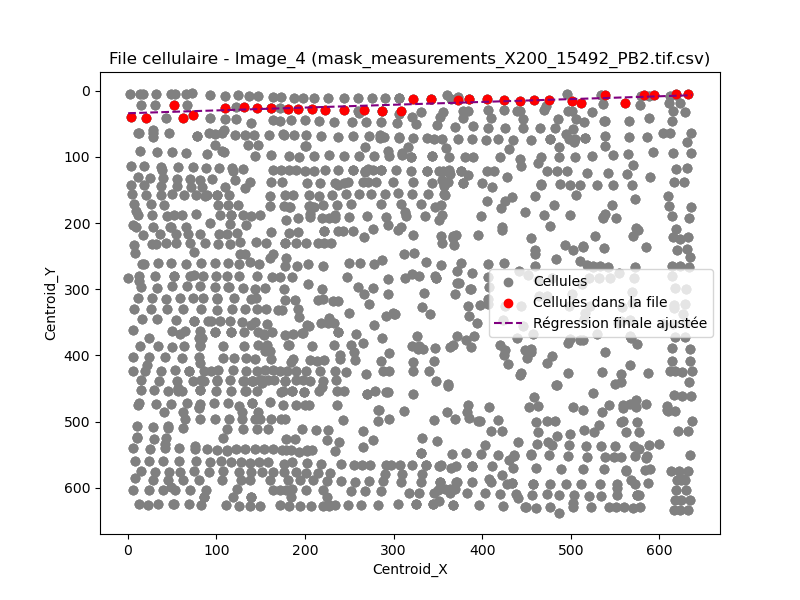 File cellulaire - Image_4 (mask_measurements_X200_15492_PB2.tif.csv)
0
100
200
300
400
500
600
Centroid_Y
Cellules
Cellules dans la file
Régression finale ajustée
0 100 200 300 400 500 600
Centroid_X